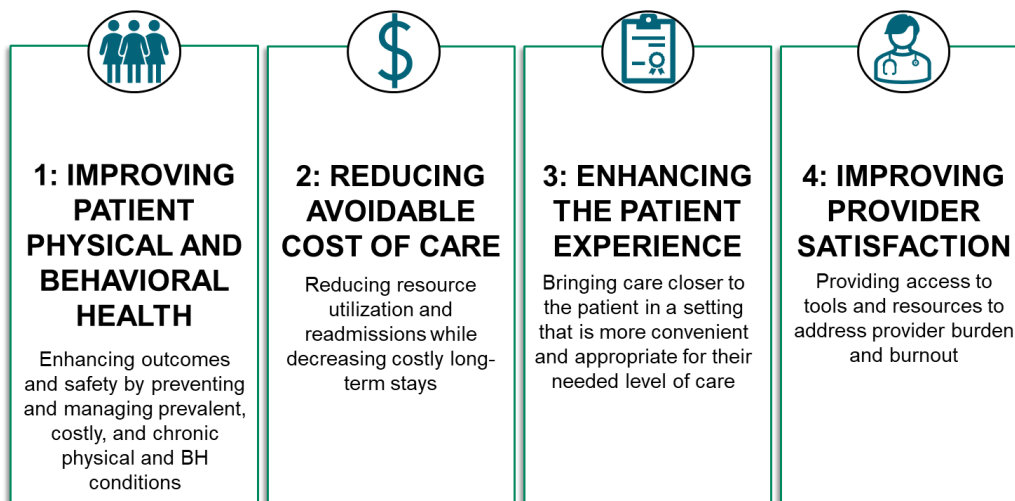 1: IMPROVING
PATIENT
PHYSICAL AND
BEHAVIORAL
HEALTH
Enhancing outcomes
and safety by preventing
and managing prevalent,
costly, and chronic
physical and BH
conditions
2: REDUCING
AVOIDABLE
COST OF CARE
Reducing resource
utilization and
readmissions while
decreasing costly long-
term stays
3: ENHANCING
THE PATIENT
EXPERIENCE
Bringing care closer to
the patient in a setting
that is more convenient
and appropriate for their
needed level of care
4: IMPROVING
PROVIDER
SATISFACTION
Providing access to
tools and resources to
address provider burden
and burnout